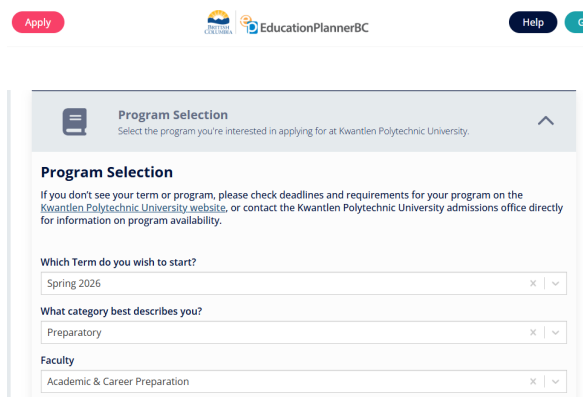 Apply
BRITISH
COLUMBIA
EducationPlannerBC
Help
G
Program Selection
Select the program you're interested in applying for at Kwantlen Polytechnic University.
Program Selection
If you don't see your term or program, please check deadlines and requirements for your program on the
Kwantlen Polytechnic University website, or contact the Kwantlen Polytechnic University admissions office directly
for information on program availability.
Which Term do you wish to start?
Spring 2026
What category best describes you?
Preparatory
Faculty
Academic & Career Preparation